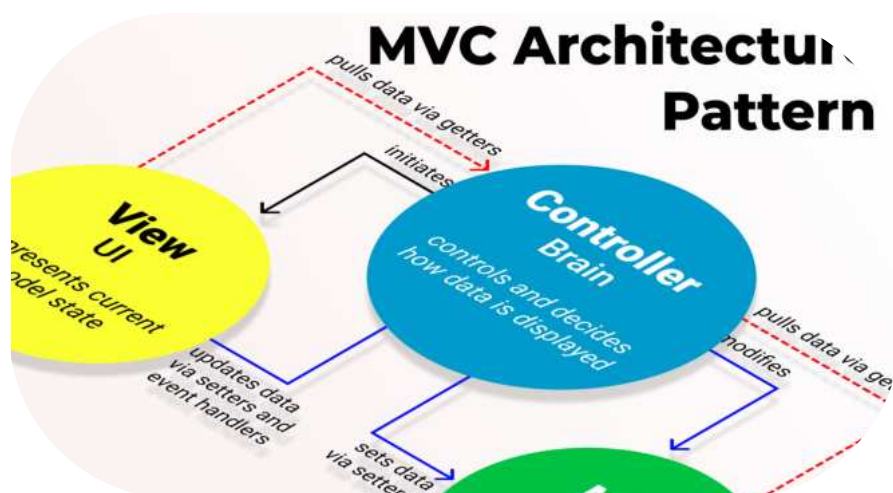 MVC Architectur
Pattern
pulls data via getters
initiates
View
UI
presents current
odel state
Controller
Brain
controls and decides
how data is displayed
updates data
via setters and
event handlers
pulls data via ge
modifies
sets data
via setter